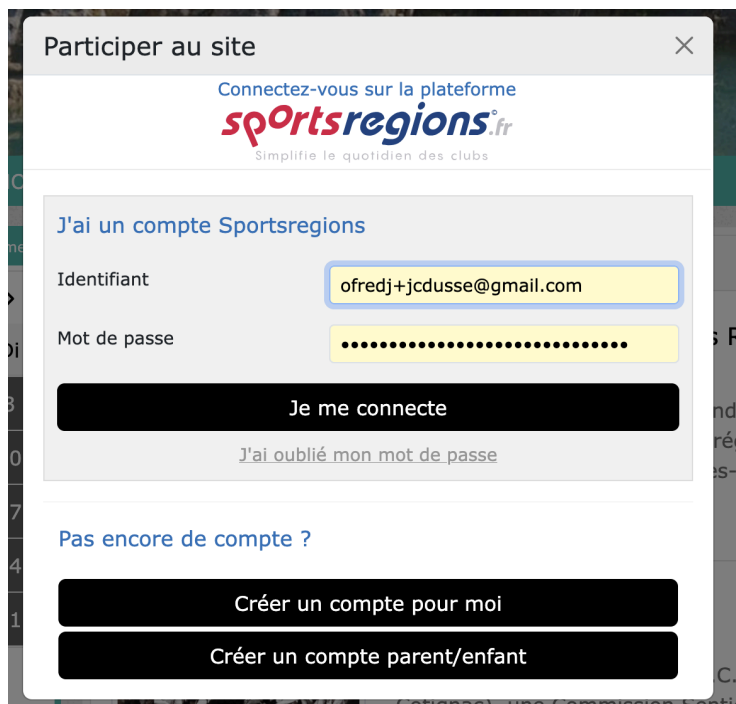 Participer au site
Connectez-vous sur la plateforme
sportsregions.fr
Simplifie le quotidien des clubs
J'ai un compte Sportsregions
Identifiant
ofredj+jcdusse@gmail.com
Mot de passe
••••••••••••••••••••••••••••••
Je me connecte
J'ai oublié mon mot de passe
Pas encore de compte ?
Créer un compte pour moi
Créer un compte parent/enfant